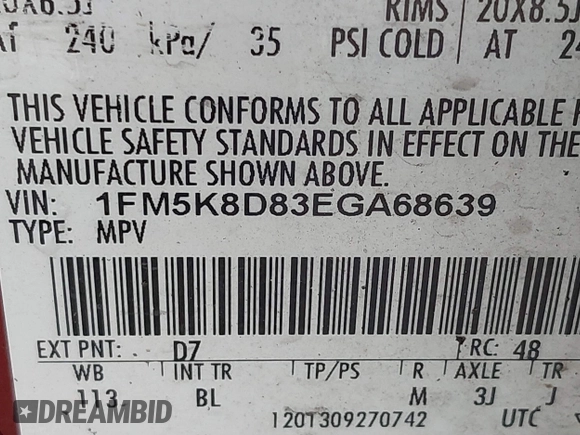 RIMS 20X8.5J
240 kPa/ 35 PSI COLD AT
THIS VEHICLE CONFORMS TO ALL APPLICABLE
VEHICLE SAFETY STANDARDS IN EFFECT ON THE
MANUFACTURE SHOWN ABOVE.
VIN: 1FM5K8D83EGA68639
TYPE: MPV
EXT PNT: D7 RC: 48
WB INT TR TP/PS R AXLE TR
113 BL M 3J J
120T309270742 UTC
DREAMBID